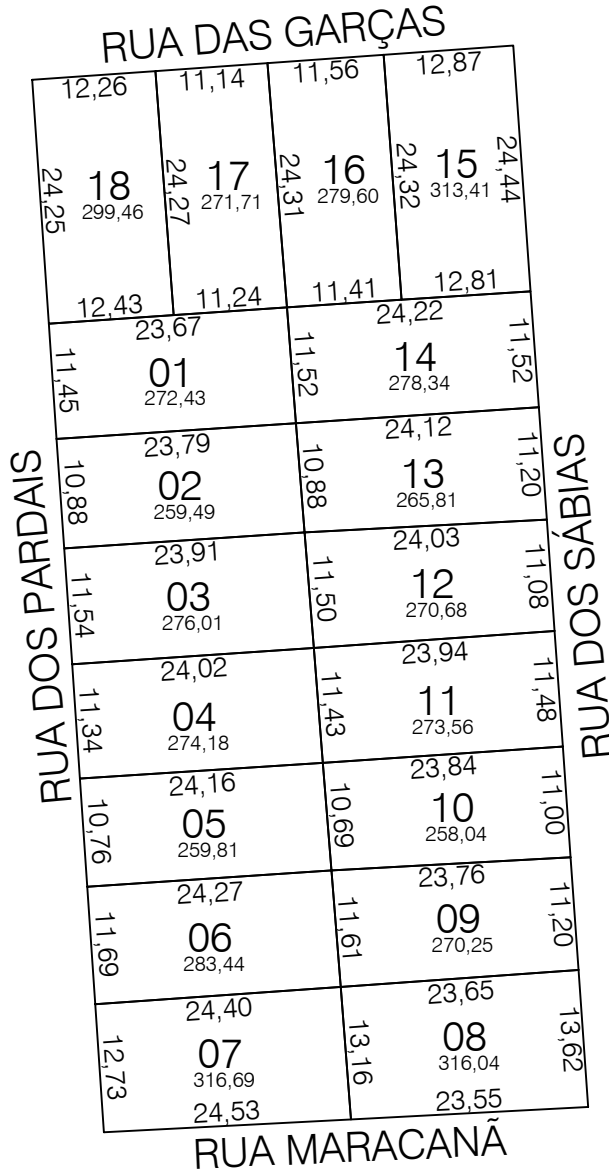 RUA DAS GARÇAS
12,26 11,14 11,56 12,87
24,25 18 299,46 24,27 17 271,71 24,31 16 279,60 24,32 15 313,41 24,44
12,43 11,24 11,41 12,81
23,67 24,22
11,45 01 272,43 11,52 14 278,34 11,52
23,79 24,12
10,88 02 259,49 10,88 13 265,81 11,20
23,91 24,03
11,54 03 276,01 11,50 12 270,68 11,08
24,02 23,94
11,34 04 274,18 11,43 11 273,56 11,48
24,16 23,84
10,76 05 259,81 10,69 10 258,04 11,00
24,27 23,76
11,69 06 283,44 11,61 09 270,25 11,20
24,40 23,65
12,73 07 316,69 13,16 08 316,04 13,62
24,53 23,55
RUA DOS PARDAIS
RUA DOS SÁBIAS
RUA MARACANÃ